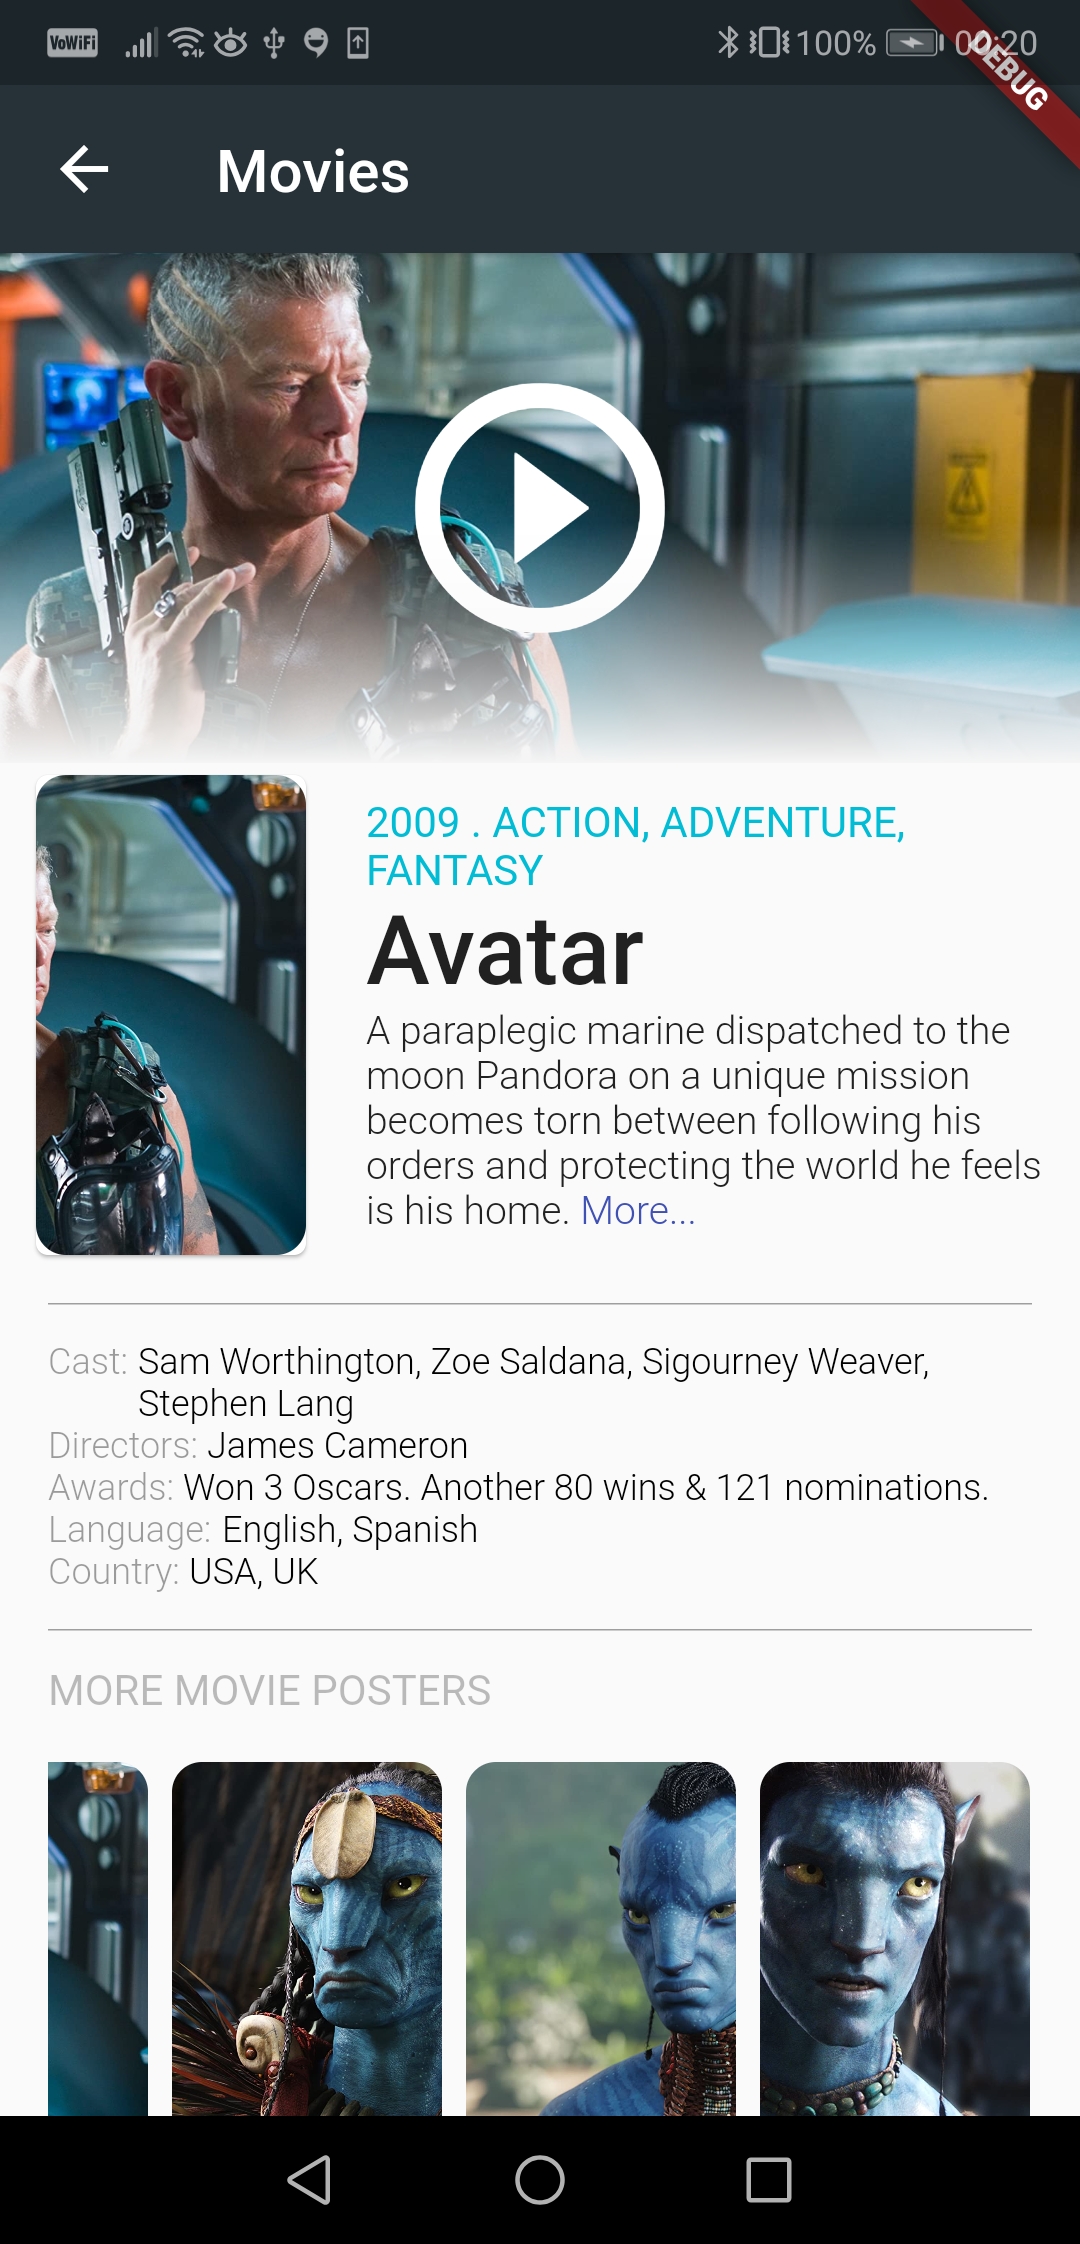 VoWiFi 100% 00:20
DEBUG
Movies
2009 . ACTION, ADVENTURE,
FANTASY
Avatar
A paraplegic marine dispatched to the
moon Pandora on a unique mission
becomes torn between following his
orders and protecting the world he feels
is his home. More...
Cast: Sam Worthington, Zoe Saldana, Sigourney Weaver,
Stephen Lang
Directors: James Cameron
Awards: Won 3 Oscars. Another 80 wins & 121 nominations.
Language: English, Spanish
Country: USA, UK
MORE MOVIE POSTERS